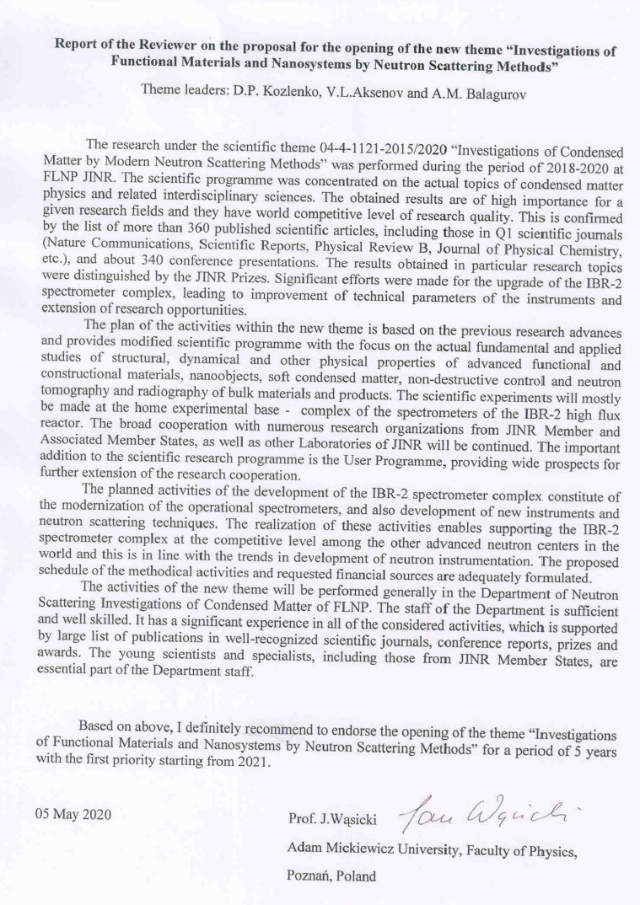 Report of the Reviewer on the proposal for the opening of the new theme “Investigations of
Functional Materials and Nanosystems by Neutron Scattering Methods”
Theme leaders: D.P. Kozlenko, V.L.Aksenov and A.M. Balagurov
The research under the scientific theme 04-4-1121-2015/2020 “Investigations of Condensed
Matter by Modern Neutron Scattering Methods” was performed during the period of 2018-2020 at
FLNP JINR. The scientific programme was concentrated on the actual topics of condensed matter
physics and related interdisciplinary sciences. The obtained results are of high importance for a
given research fields and they have world competitive level of research quality. This is confirmed
by the list of more than 360 published scientific articles, including those in Q1 scientific journals
(Nature Communications, Scientific Reports, Physical Review B, Journal of Physical Chemistry,
etc.), and about 340 conference presentations. The results obtained in particular research topics
were distinguished by the JINR Prizes. Significant efforts were made for the upgrade of the IBR-2
spectrometer complex, leading to improvement of technical parameters of the instruments and
extension of research opportunities.
The plan of the activities within the new theme is based on the previous research advances
and provides modified scientific programme with the focus on the actual fundamental and applied
studies of structural, dynamical and other physical properties of advanced functional and
constructional materials, nanoobjects, soft condensed matter, non-destructive control and neutron
tomography and radiography of bulk materials and products. The scientific experiments will mostly
be made at the home experimental base - complex of the spectrometers of the IBR-2 high flux
reactor. The broad cooperation with numerous research organizations from JINR Member and
Associated Member States, as well as other Laboratories of JINR will be continued. The important
addition to the scientific research programme is the User Programme, providing wide prospects for
further extension of the research cooperation.
The planned activities of the development of the IBR-2 spectrometer complex constitute of
the modernization of the operational spectrometers, and also development of new instruments and
neutron scattering techniques. The realization of these activities enables supporting the IBR-2
spectrometer complex at the competitive level among the other advanced neutron centers in the
world and this is in line with the trends in development of neutron instrumentation. The proposed
schedule of the methodical activities and requested financial sources are adequately formulated.
The activities of the new theme will be performed generally in the Department of Neutron
Scattering Investigations of Condensed Matter of FLNP. The staff of the Department is sufficient
and well skilled. It has a significant experience in all of the considered activities, which is supported
by large list of publications in well-recognized scientific journals, conference reports, prizes and
awards. The young scientists and specialists, including those from JINR Member States, are
essential part of the Department staff.
Based on above, I definitely recommend to endorse the opening of the theme “Investigations
of Functional Materials and Nanosystems by Neutron Scattering Methods” for a period of 5 years
with the first priority starting from 2021.
05 May 2020
Prof. J.Wąsicki Jan Wąsicki
Adam Mickiewicz University, Faculty of Physics,
Poznań, Poland